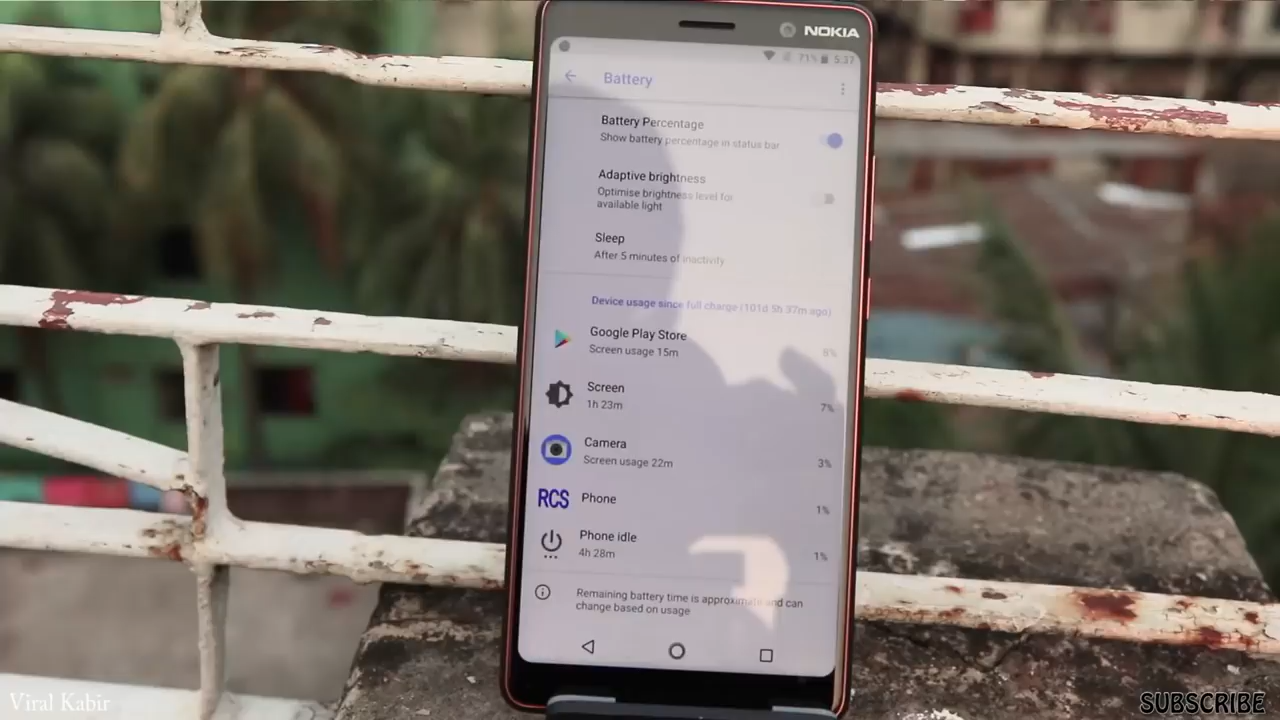 NOKIA
71% 5:37
Battery
Battery Percentage
Show battery percentage in status bar
Adaptive brightness
Optimise brightness level for
available light
Sleep
After 5 minutes of inactivity
Device usage since full charge (101d 5h 37m ago)
Google Play Store
Screen usage 15m
8%
Screen
1h 23m
7%
Camera
Screen usage 22m
3%
RCS Phone
1%
Phone idle
4h 28m
1%
Remaining battery time is approximate and can
change based on usage
Viral Kabir
SUBSCRIBE